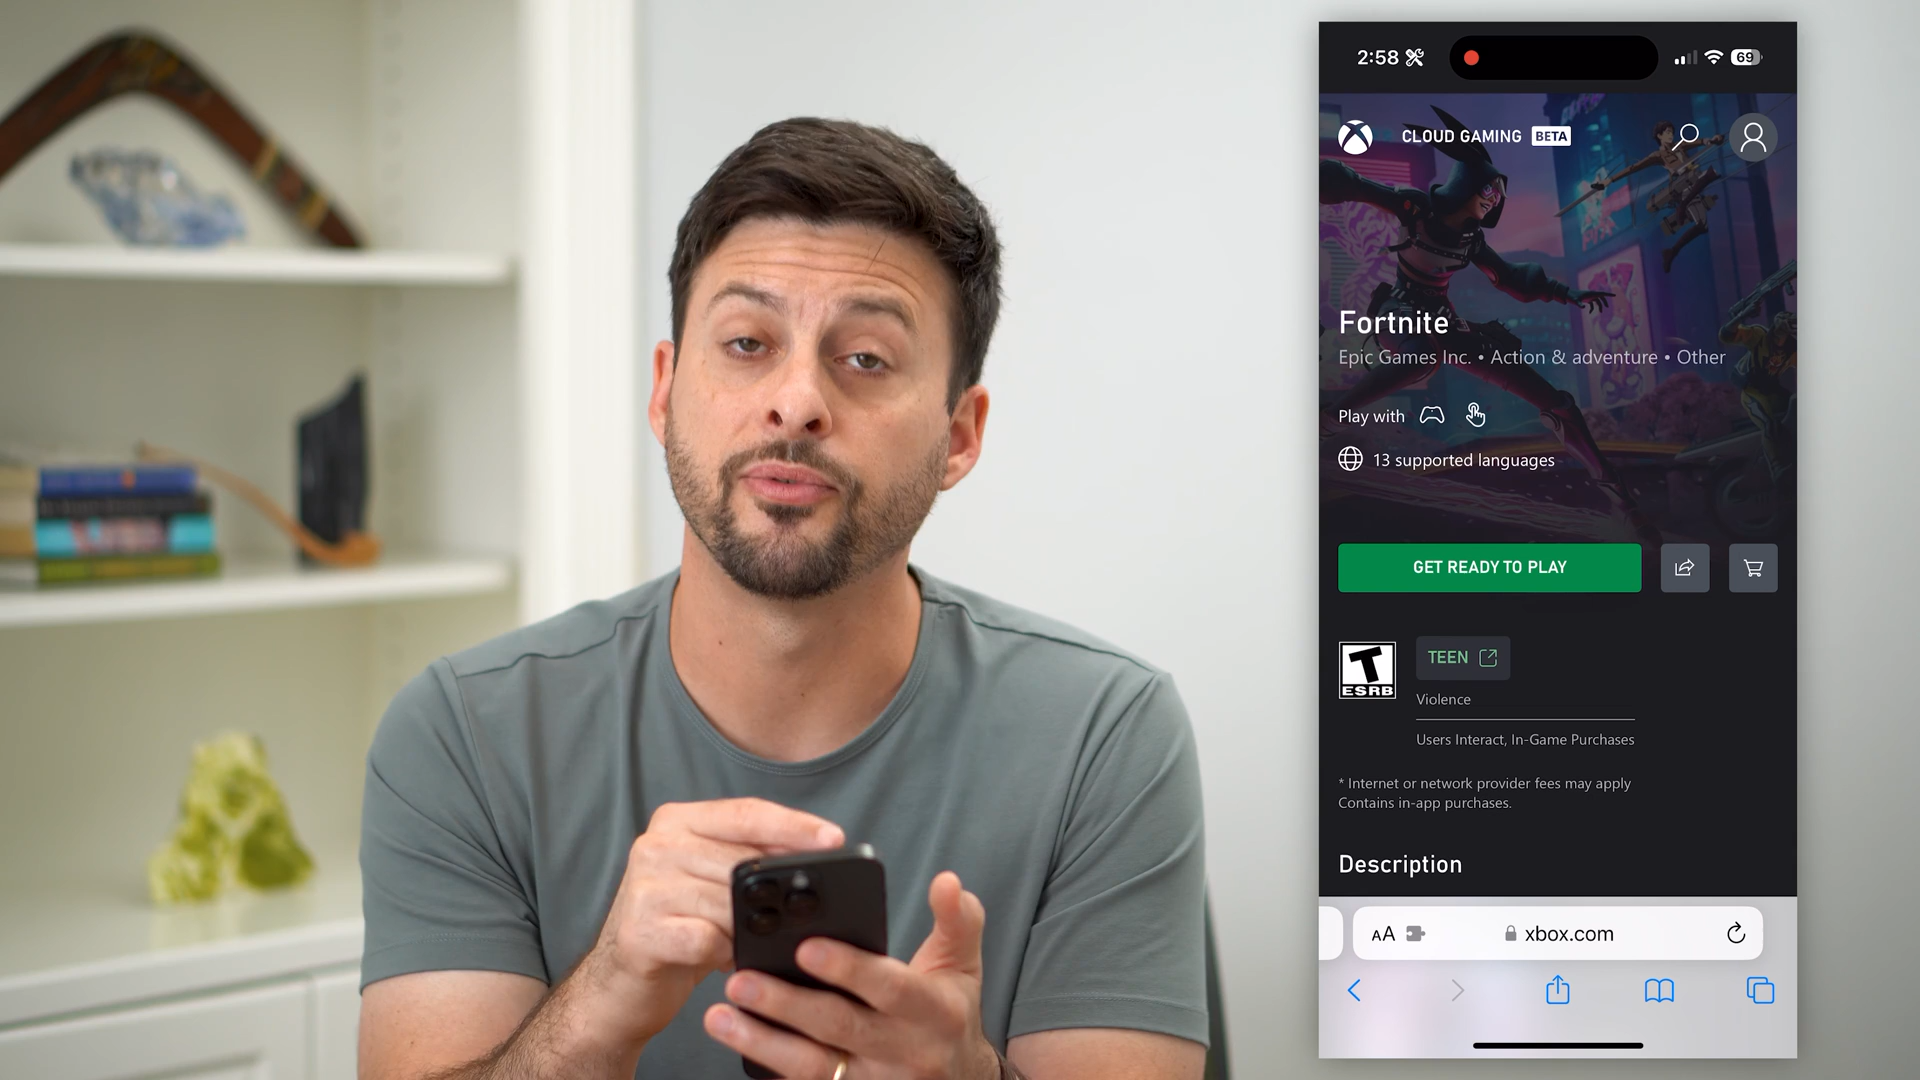 2:58
69
CLOUD GAMING BETA
Fortnite
Epic Games Inc. • Action & adventure • Other
Play with
13 supported languages
GET READY TO PLAY
T
ESRB
TEEN
Violence
Users Interact, In-Game Purchases
* Internet or network provider fees may apply
Contains in-app purchases.
Description
AA xbox.com